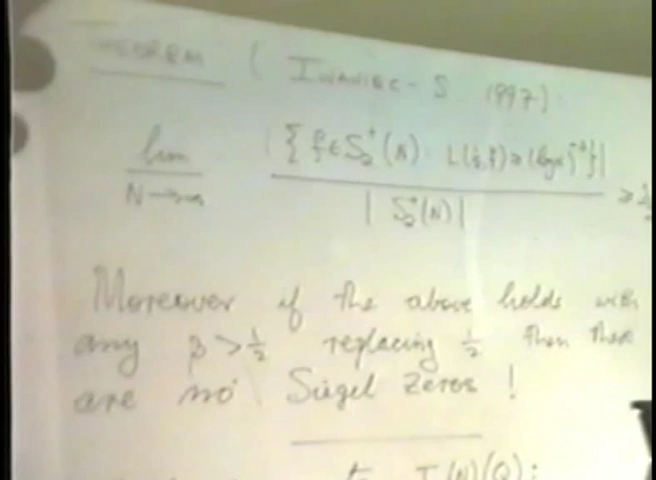 THEOREM ( IWANIEC-S 1997):
lim N→∞ |{f∈S₂⁺(N): L(½,f)≥(log N)⁻²}| / |S₂⁺(N)| ≥ ½
Moreover if the above holds with
any β > ½ replacing ½ then there
are no Siegel Zeros !